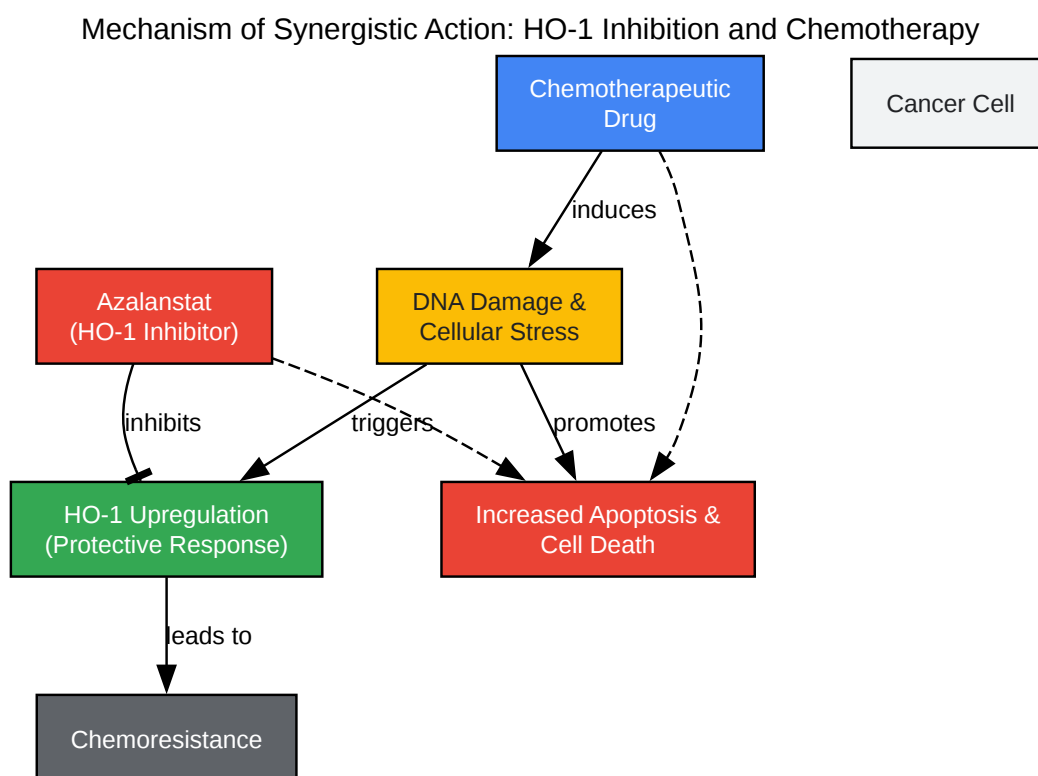 Mechanism of Synergistic Action: HO-1 Inhibition and Chemotherapy
Chemotherapeutic
Drug
Cancer Cell
induces
Azalanstat
(HO-1 Inhibitor)
DNA Damage &
Cellular Stress
inhibits
triggers
promotes
HO-1 Upregulation
(Protective Response)
Increased Apoptosis &
Cell Death
leads to
Chemoresistance